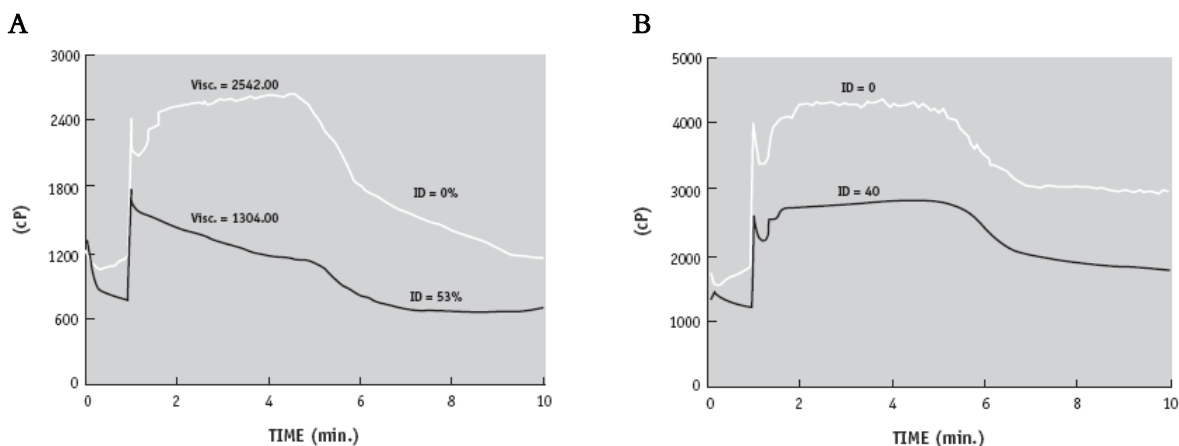 A
3000
2400
1800
1200
600
0
(cP)
Visc. = 2542.00
ID = 0%
Visc. = 1304.00
ID = 53%
0 2 4 6 8 10
TIME (min.)
B
5000
4000
3000
2000
1000
0
(cP)
ID = 0
ID = 40
0 2 4 6 8 10
TIME (min.)